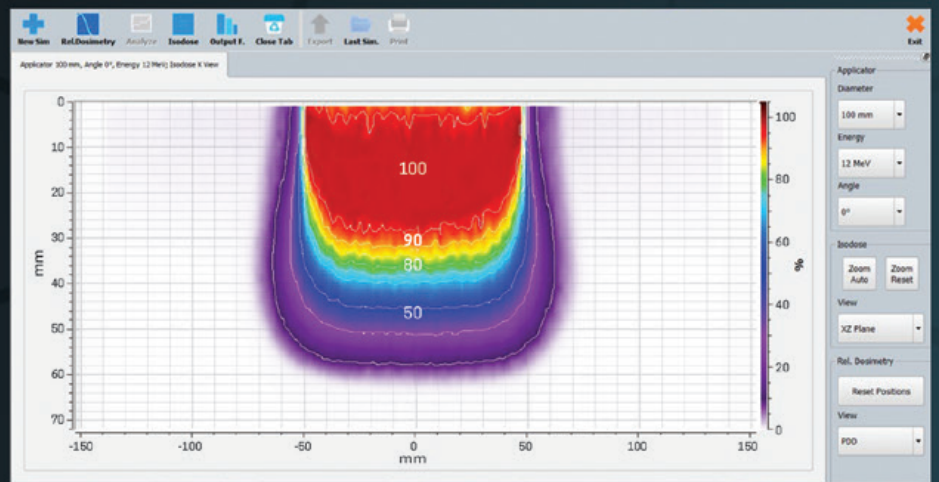 New Sim Rel.Dosimetry Analyze Isodose Output F. Close Tab Export Last Sim. Print Exit
Applicator 100 mm, Angle 0°, Energy 12 MeV; Isodose X View
Applicator
Diameter
100 mm
Energy
12 MeV
Angle
0°
Isodose
Zoom Auto
Zoom Reset
View
XZ Plane
Rel. Dosimetry
Reset Positions
View
PDD
0
10
20
30
40
50
60
70
mm
-150 -100 -50 0 50 100 150
mm
100
90
80
50
100
80
60
40
20
0
%